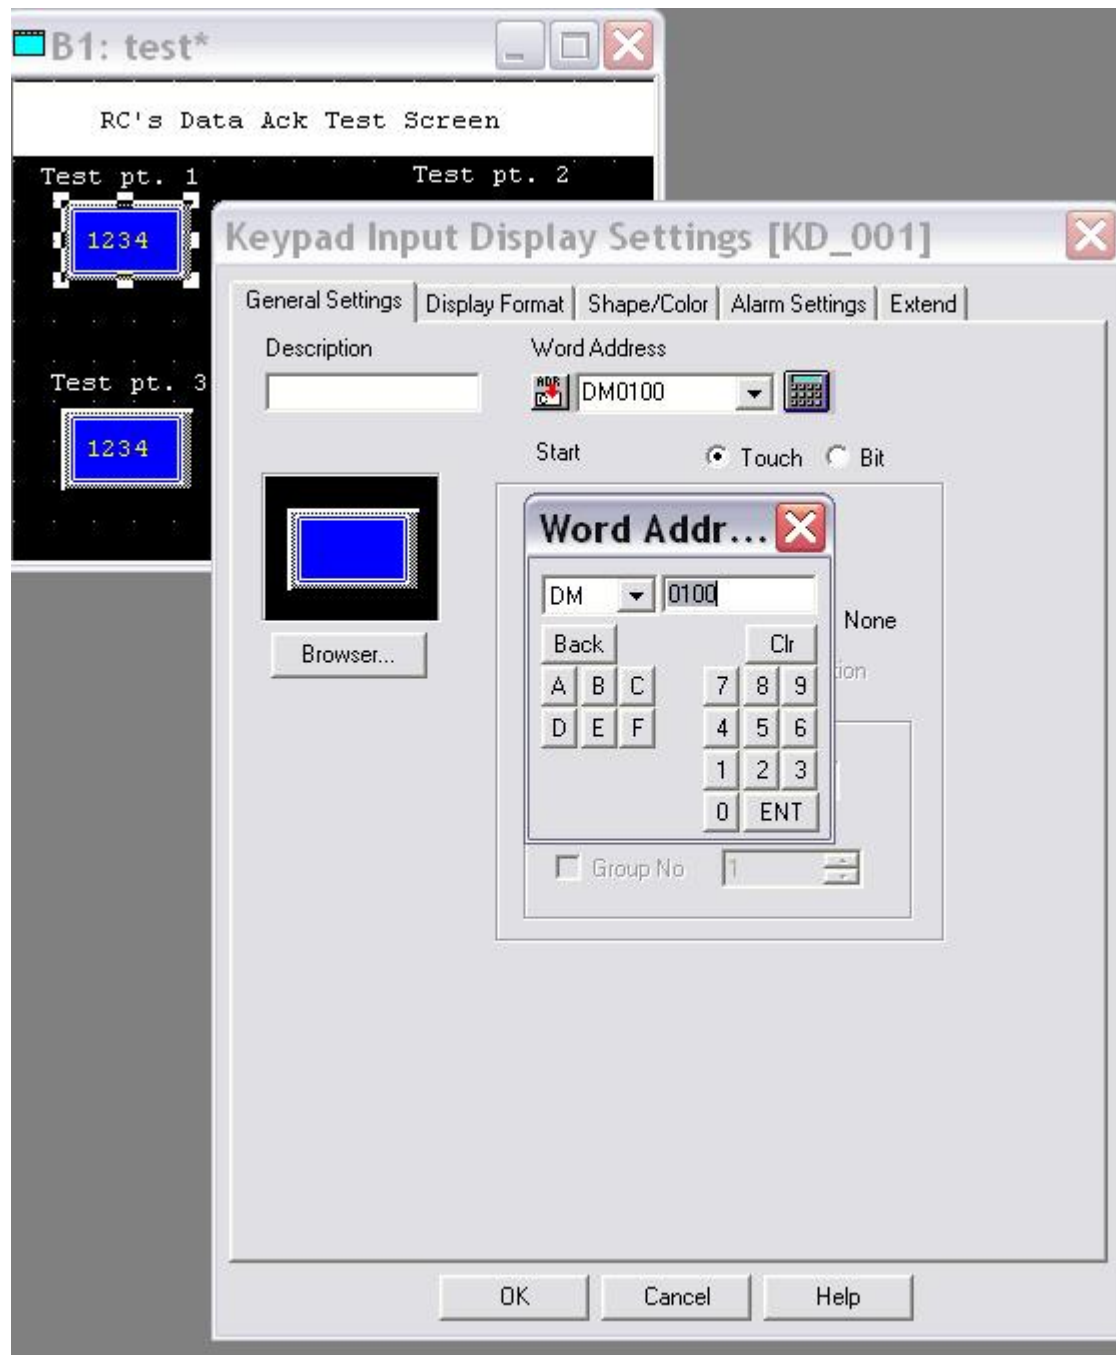 B1: test*
RC's Data Ack Test Screen
Test pt. 1
Test pt. 2
1234
Test pt. 3
1234
Keypad Input Display Settings [KD_001]
General Settings Display Format Shape/Color Alarm Settings Extend
Description Word Address
ADR
DM0100
Start Touch Bit
Browser...
Word Addr...
DM 0100
None
Back Clr
tion
A B C 7 8 9
D E F 4 5 6
1 2 3
0 ENT
Group No 1
OK Cancel Help